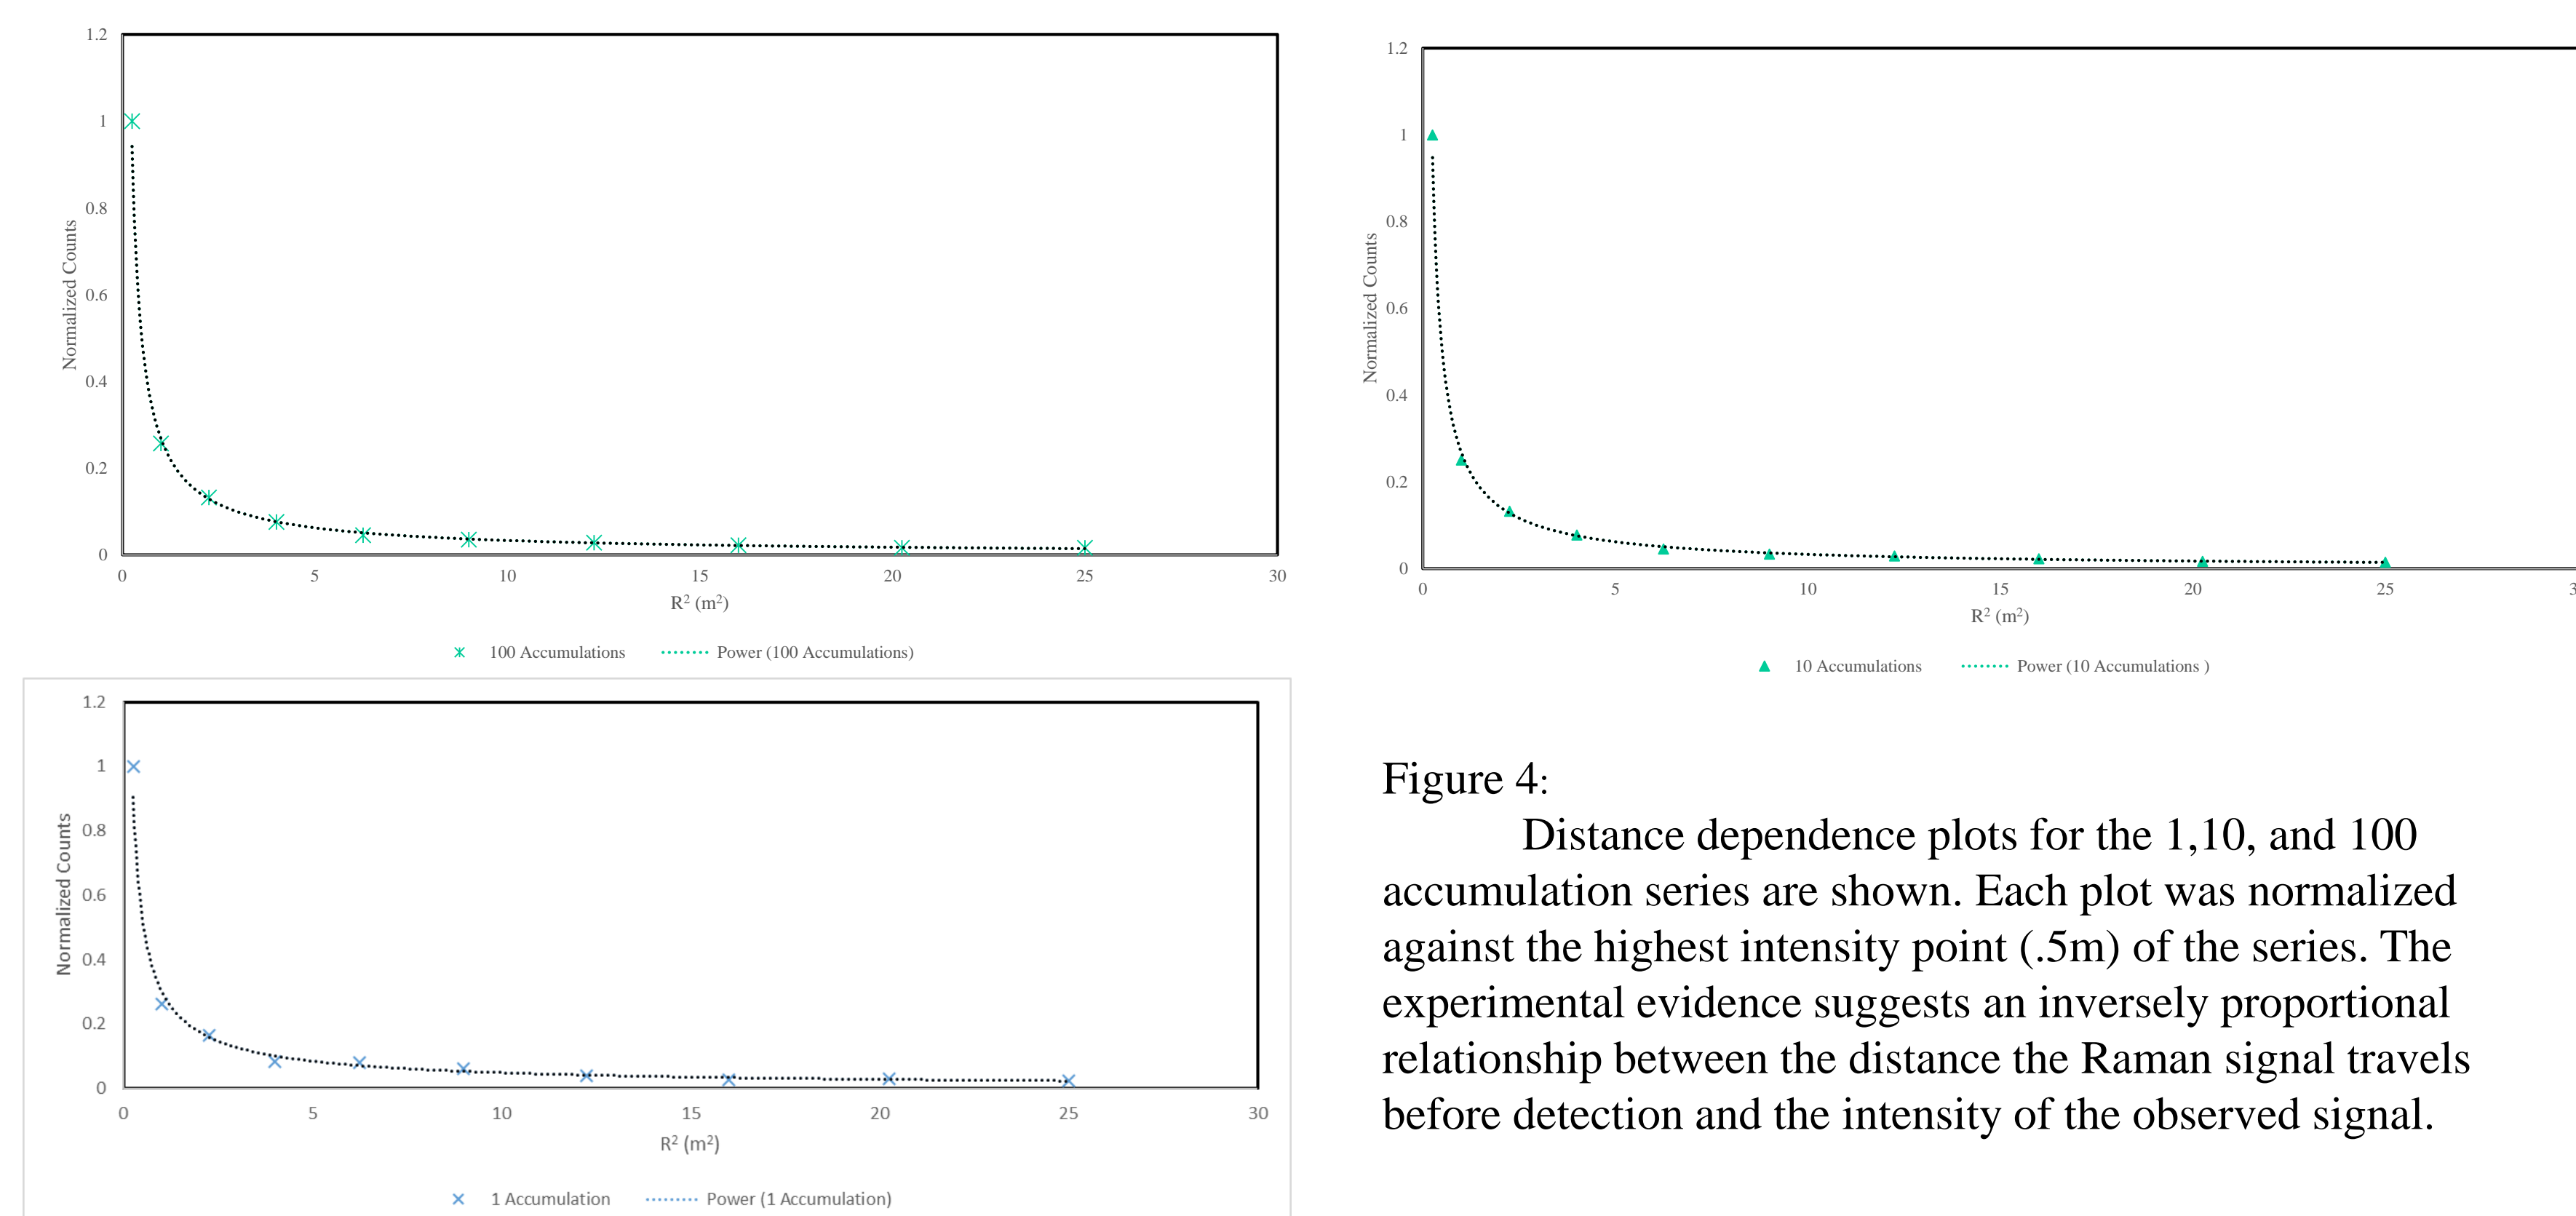 1.2
1
0.8
0.6
0.4
0.2
0
Normalized Counts
0 5 10 15 20 25 30
R² (m²)
100 Accumulations Power (100 Accumulations)
1.2
1
0.8
0.6
0.4
0.2
0
Normalized Counts
0 5 10 15 20 25
R² (m²)
10 Accumulations Power (10 Accumulations )
1.2
1
0.8
0.6
0.4
0.2
0
Normalized Counts
0 5 10 15 20 25 30
R² (m²)
1 Accumulation Power (1 Accumulation)
Figure 4:
Distance dependence plots for the 1,10, and 100
accumulation series are shown. Each plot was normalized
against the highest intensity point (.5m) of the series. The
experimental evidence suggests an inversely proportional
relationship between the distance the Raman signal travels
before detection and the intensity of the observed signal.